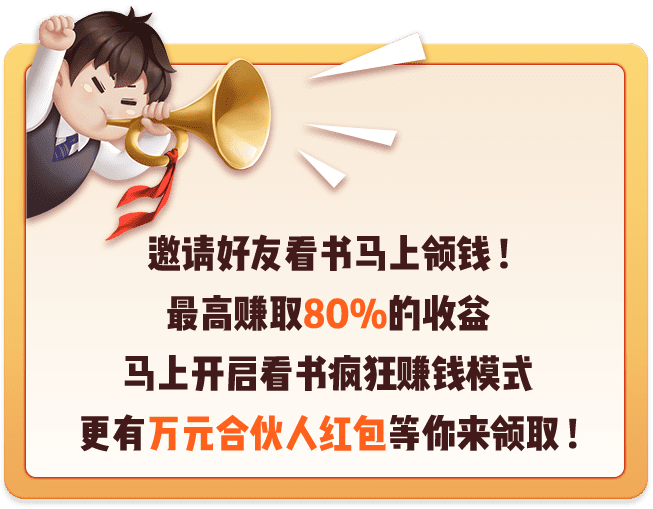 邀请好友看书马上领钱！
最高赚取80%的收益
马上开启看书疯狂赚钱模式
更有万元合伙人红包等你来领取！